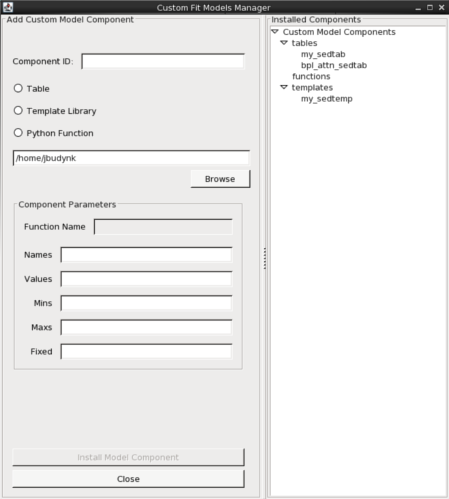 Custom Fit Models Manager
Add Custom Model Component
Component ID:
Table
Template Library
Python Function
/home/jbudynk
Browse
Component Parameters
Function Name
Names
Values
Mins
Maxs
Fixed
Install Model Component
Close
Installed Components
Custom Model Components
tables
my_sedtab
bpl_attn_sedtab
functions
templates
my_sedtemp